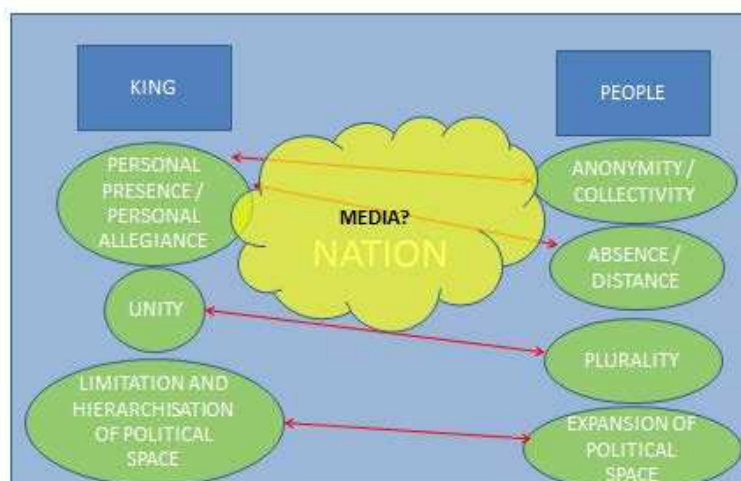 KING
PEOPLE
PERSONAL
PRESENCE /
PERSONAL
ALLEGIANCE
ANONYMITY /
COLLECTIVITY
MEDIA?
NATION
ABSENCE /
DISTANCE
UNITY
PLURALITY
LIMITATION AND
HIERARCHISATION
OF POLITICAL
SPACE
EXPANSION OF
POLITICAL
SPACE